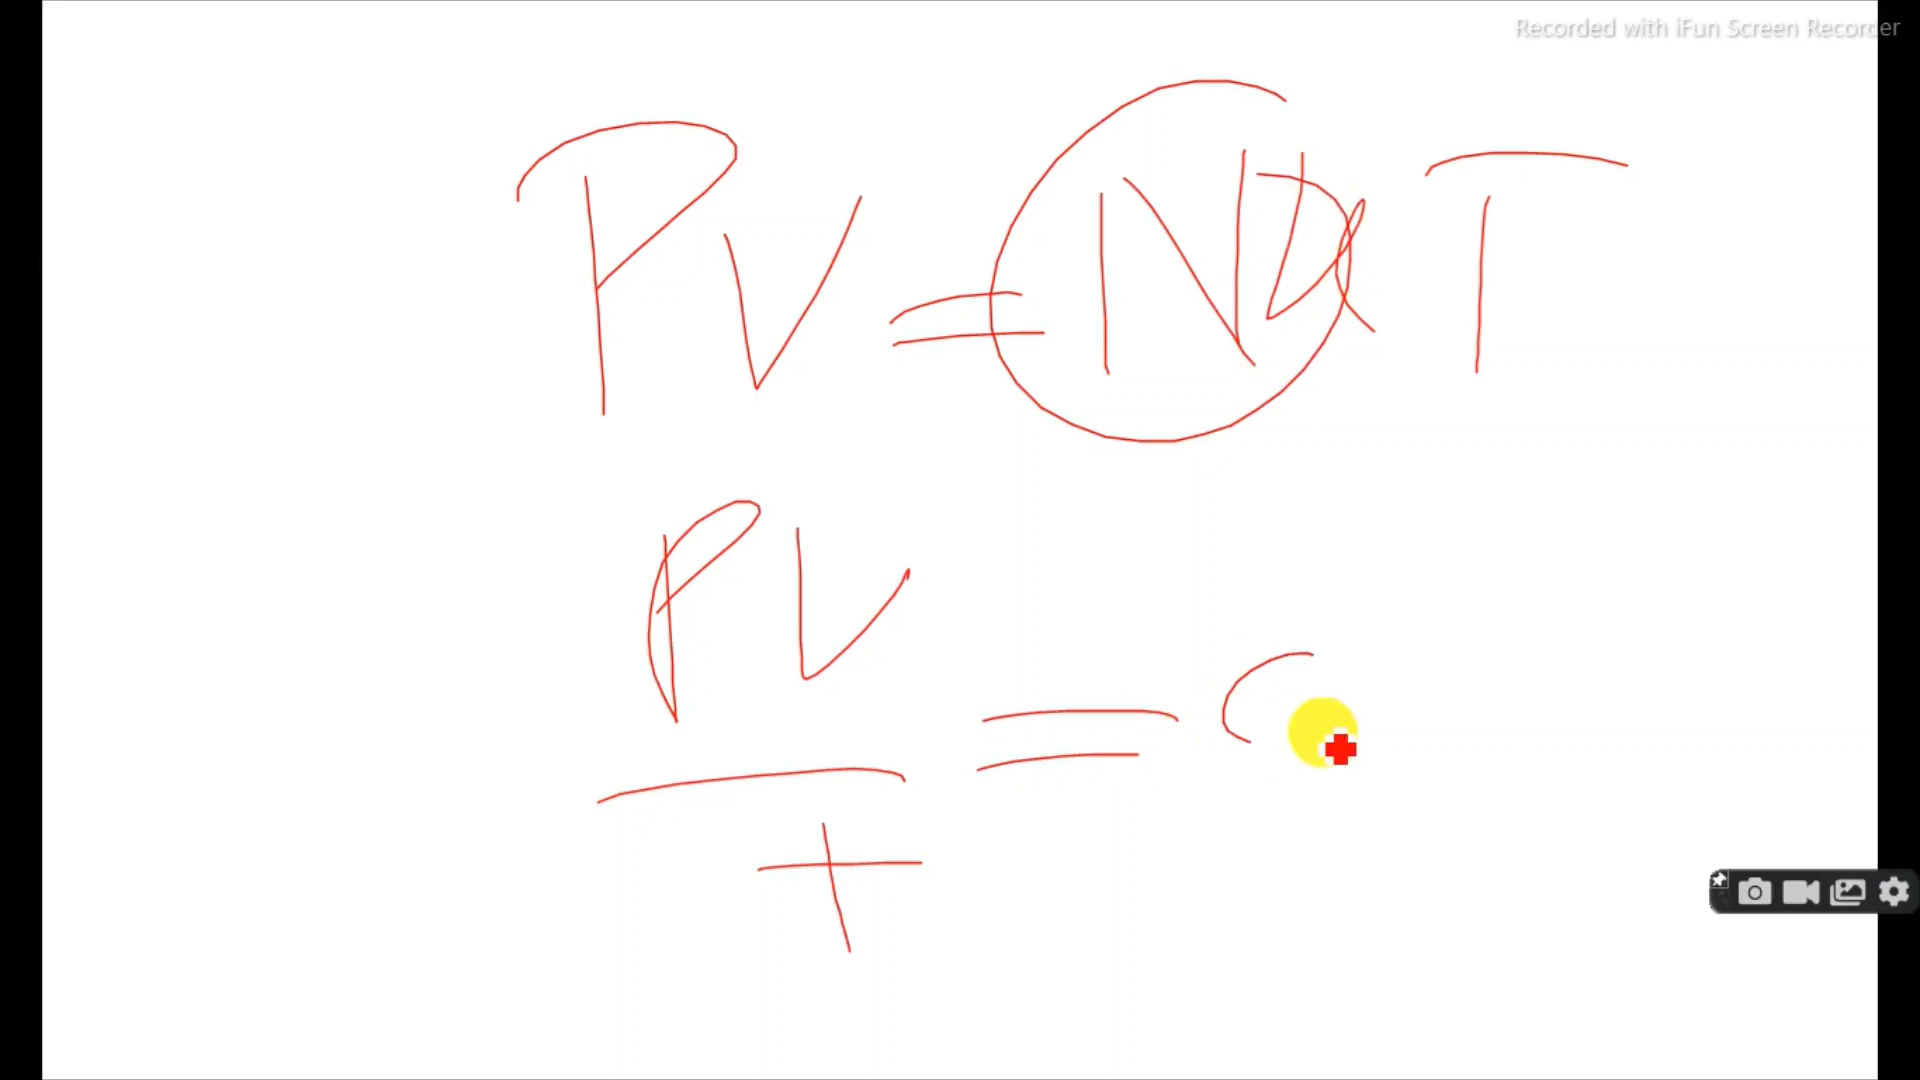 Recorded with iFun Screen Recorder
PV = NRT
PV
T
=